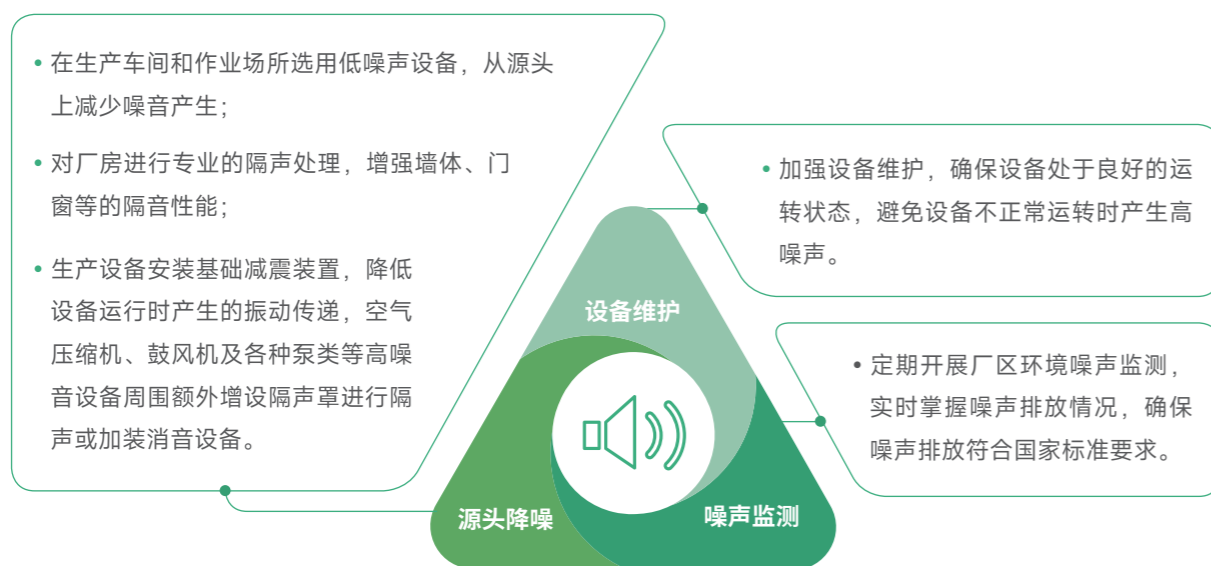 • 在生产车间和作业场所选用低噪声设备，从源头
上减少噪音产生；
• 对厂房进行专业的隔声处理，增强墙体、门
窗等的隔音性能；
• 生产设备安装基础减震装置，降低
设备运行时产生的振动传递，空气
压缩机、鼓风机及各种泵类等高噪
音设备周围额外增设隔声罩进行隔
声或加装消音设备。
• 加强设备维护，确保设备处于良好的运
转状态，避免设备不正常运转时产生高
噪声。
设备维护
• 定期开展厂区环境噪声监测，
实时掌握噪声排放情况，确保
噪声排放符合国家标准要求。
源头降噪
噪声监测